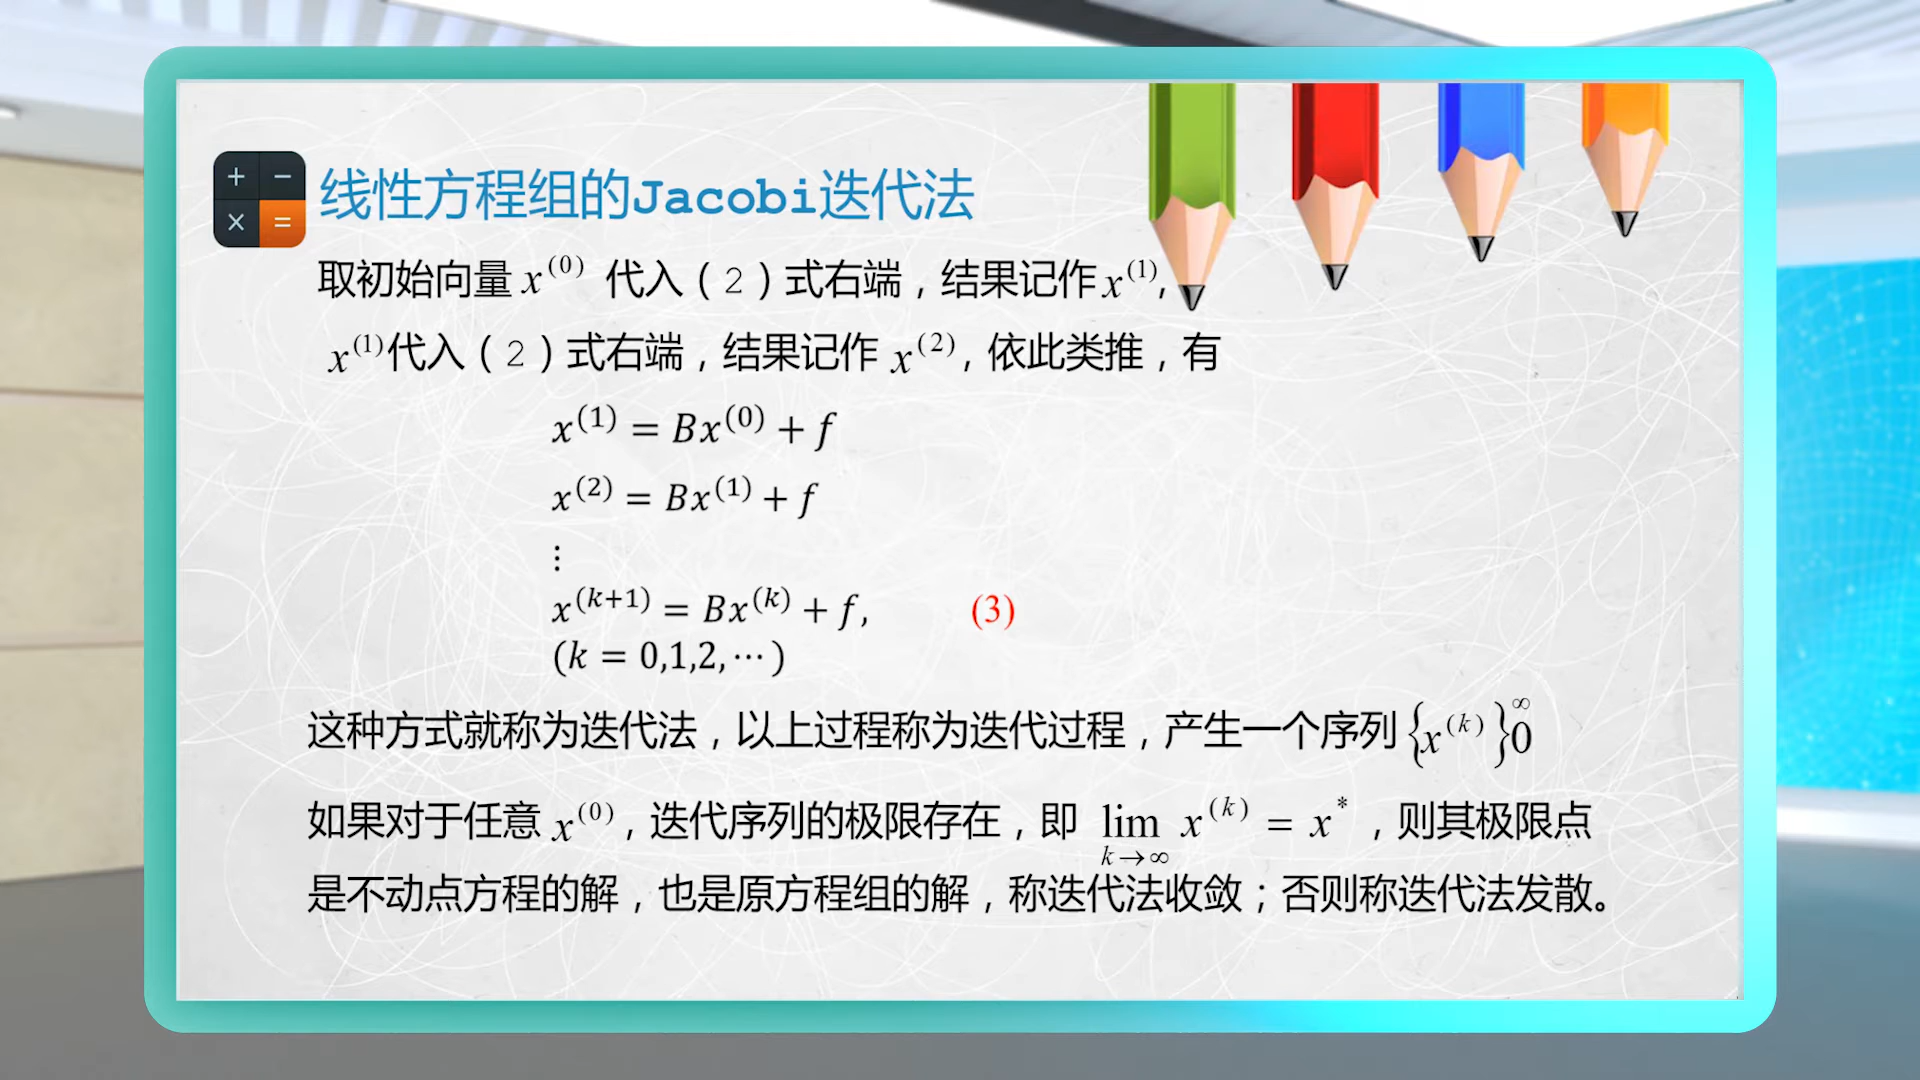 线性方程组的Jacobi迭代法
取初始向量 x^{(0)} 代入(2)式右端,结果记作 x^{(1)},
x^{(1)}代入(2)式右端,结果记作 x^{(2)},依此类推,有
x^{(1)} = Bx^{(0)} + f
x^{(2)} = Bx^{(1)} + f
⋮
x^{(k+1)} = Bx^{(k)} + f, (3)
(k = 0,1,2,⋯)
这种方式就称为迭代法,以上过程称为迭代过程,产生一个序列 {x^{(k)}}_0^∞
如果对于任意 x^{(0)},迭代序列的极限存在,即 lim_{k→∞} x^{(k)} = x^*,则其极限点
是不动点方程的解,也是原方程组的解,称迭代法收敛;否则称迭代法发散。